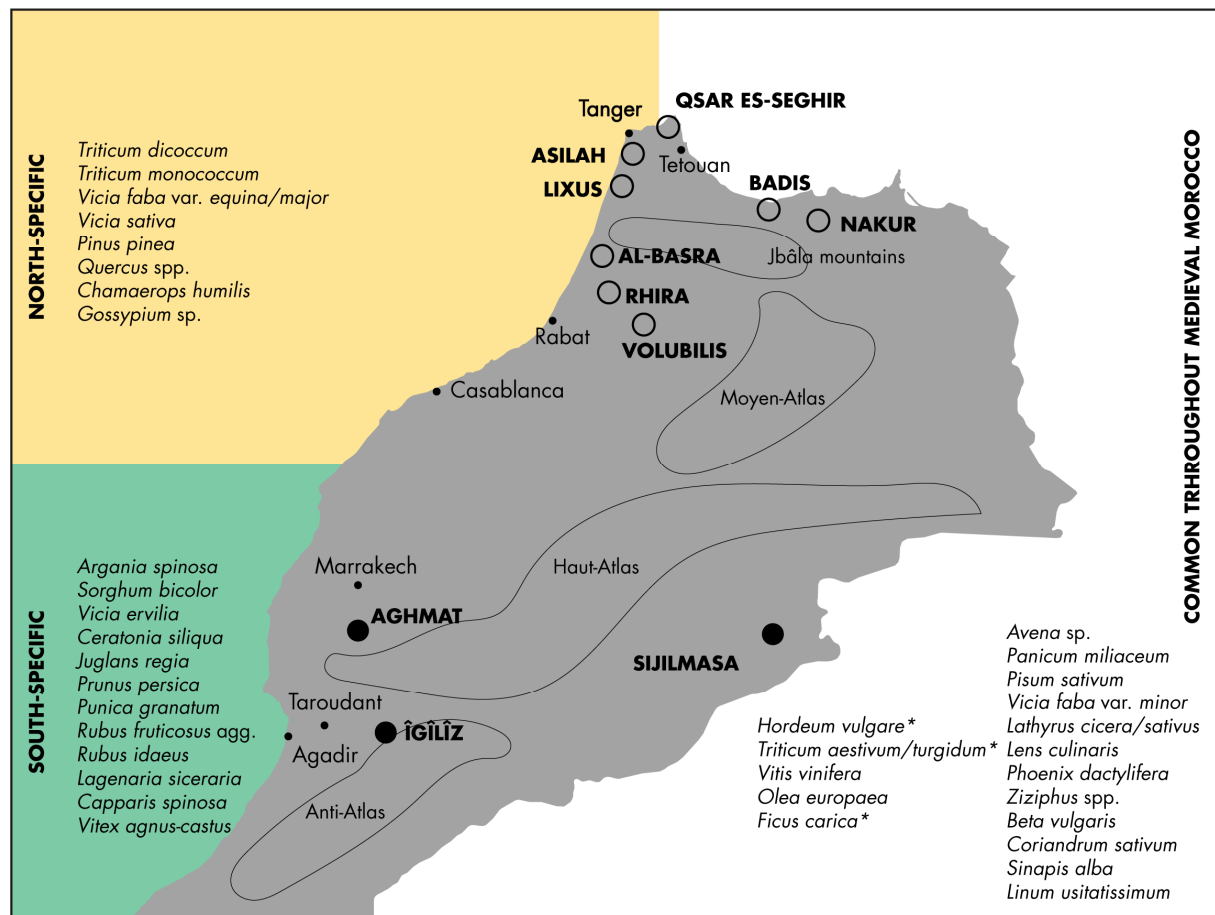 NORTH-SPECIFIC
Triticum dicoccum
Triticum monococcum
Vicia faba var. equina/major
Vicia sativa
Pinus pinea
Quercus spp.
Chamaerops humilis
Gossypium sp.
SOUTH-SPECIFIC
Argania spinosa
Sorghum bicolor
Vicia ervilia
Ceratonia siliqua
Juglans regia
Prunus persica
Punica granatum
Rubus fruticosus agg.
Rubus idaeus
Lagenaria siceraria
Capparis spinosa
Vitex agnus-castus
QSAR ES-SEGHIR
Tanger
ASILAH
Tetouan
LIXUS
BADIS
NAKUR
AL-BASRA
Jbâla mountains
RHIRA
Rabat
VOLUBILIS
Casablanca
Moyen-Atlas
Marrakech
Haut-Atlas
AGHMAT
SIJILMASA
Taroudant
ÎGÎLÎZ
Agadir
Anti-Atlas
COMMON TRHROUGHOUT MEDIEVAL MOROCCO
Hordeum vulgare*
Triticum aestivum/turgidum*
Vitis vinifera
Olea europaea
Ficus carica*
Avena sp.
Panicum miliaceum
Pisum sativum
Vicia faba var. minor
Lathyrus cicera/sativus
Lens culinaris
Phoenix dactylifera
Ziziphus spp.
Beta vulgaris
Coriandrum sativum
Sinapis alba
Linum usitatissimum